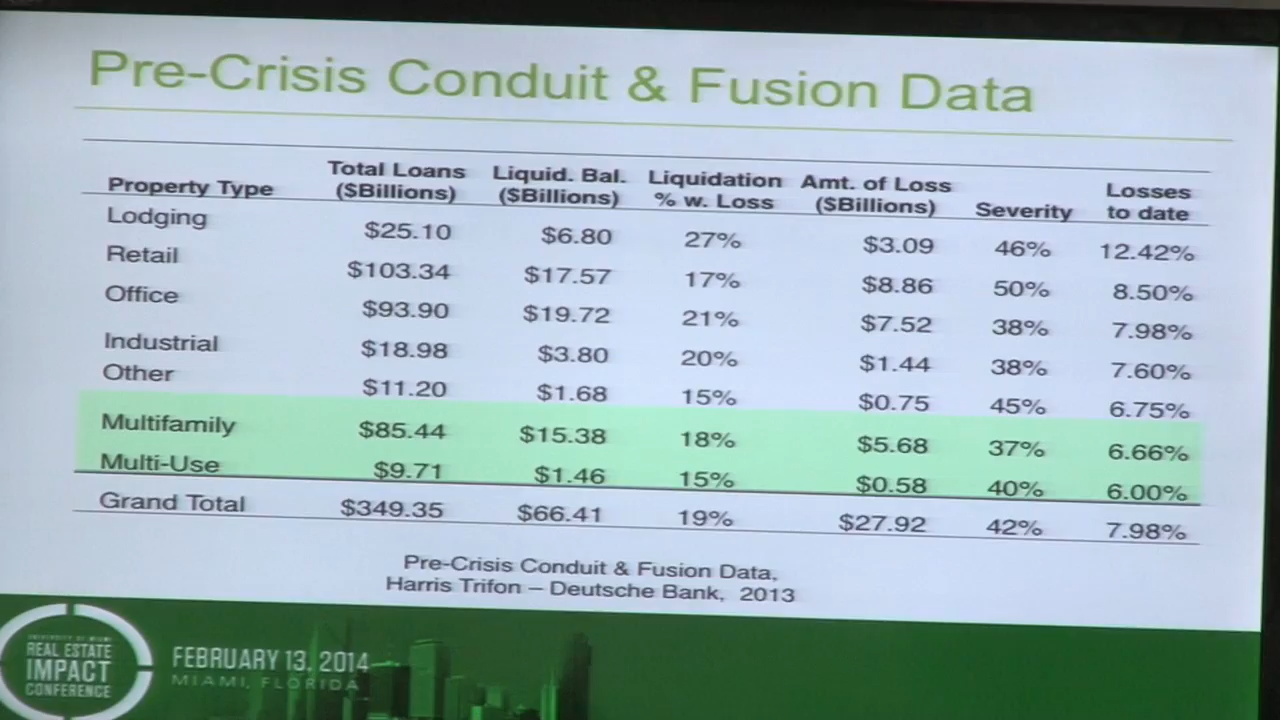 Pre-Crisis Conduit & Fusion Data
Property Type Total Loans ($Billions) Liquid. Bal. ($Billions) Liquidation % w. Loss Amt. of Loss ($Billions) Severity Losses to date
Lodging $25.10 $6.80 27% $3.09 46% 12.42%
Retail $103.34 $17.57 17% $8.86 50% 8.50%
Office $93.90 $19.72 21% $7.52 38% 7.98%
Industrial $18.98 $3.80 20% $1.44 38% 7.60%
Other $11.20 $1.68 15% $0.75 45% 6.75%
Multifamily $85.44 $15.38 18% $5.68 37% 6.66%
Multi-Use $9.71 $1.46 15% $0.58 40% 6.00%
Grand Total $349.35 $66.41 19% $27.92 42% 7.98%
Pre-Crisis Conduit & Fusion Data,
Harris Trifon – Deutsche Bank, 2013
UNIVERSITY OF MIAMI
REAL ESTATE
IMPACT
CONFERENCE
FEBRUARY 13, 2014
MIAMI, FLORIDA